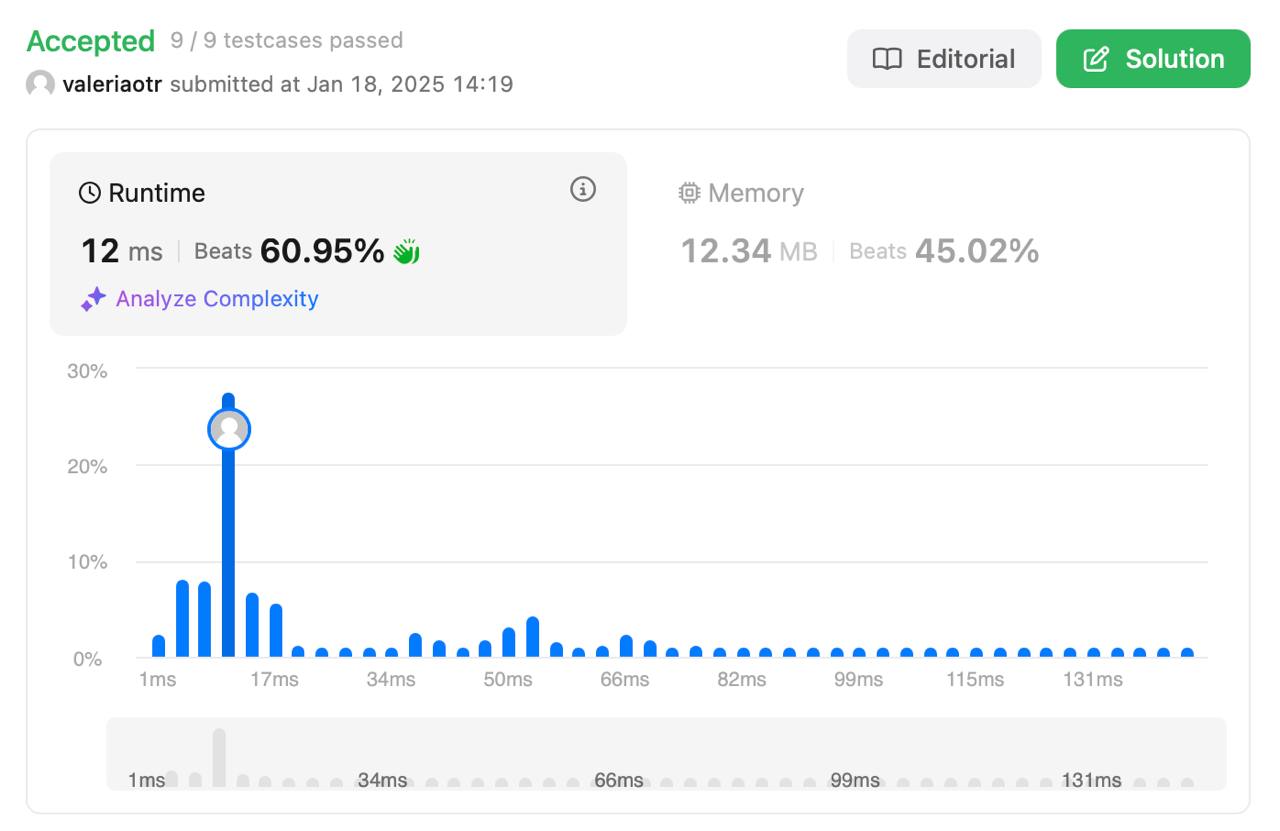 Accepted 9 / 9 testcases passed
Editorial
Solution
valeriaotr submitted at Jan 18, 2025 14:19
Runtime
12 ms | Beats 60.95%
Analyze Complexity
Memory
12.34 MB | Beats 45.02%
30%
20%
10%
0%
1ms 17ms 34ms 50ms 66ms 82ms 99ms 115ms 131ms
1ms 34ms 66ms 99ms 131ms